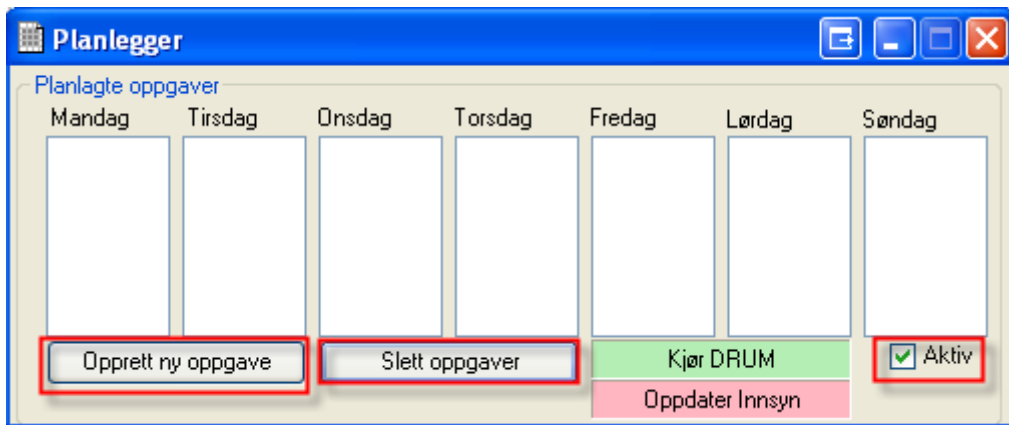 Planlegger
Planlagte oppgaver
Mandag Tirsdag Onsdag Torsdag Fredag Lørdag Søndag
Opprett ny oppgave Slett oppgaver Kjør DRUM Aktiv
Oppdater Innsyn